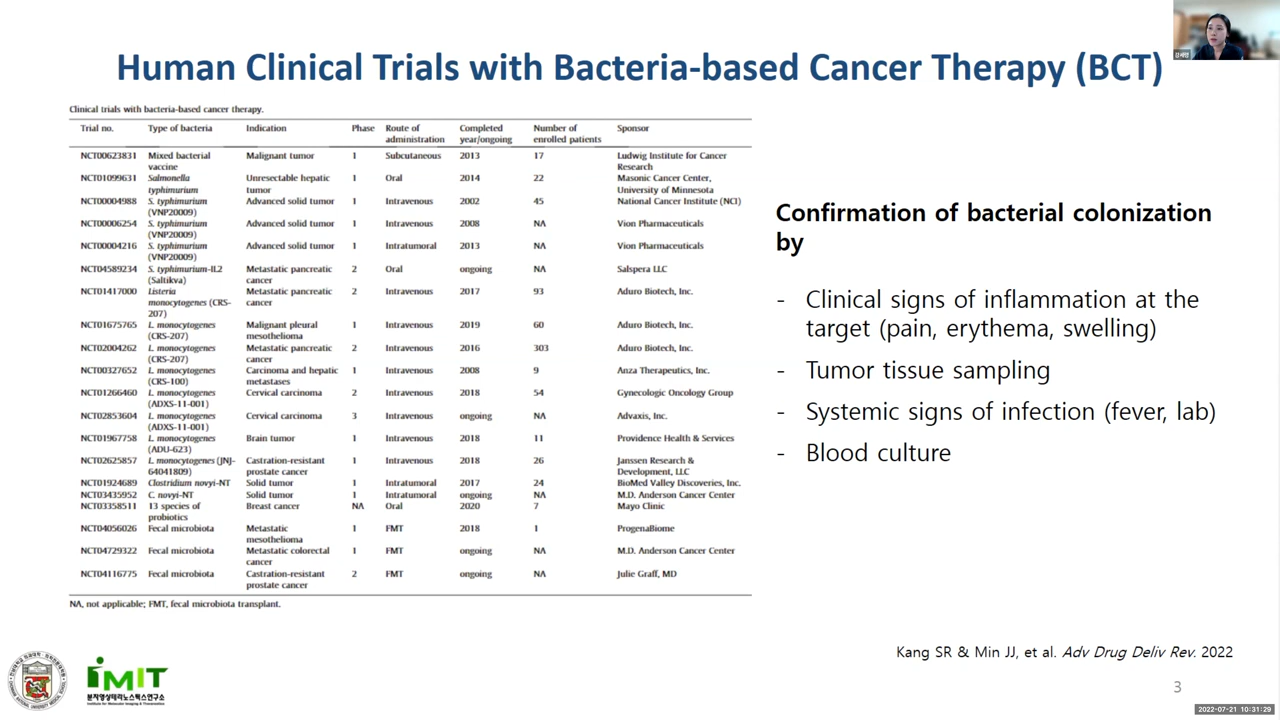 Human Clinical Trials with Bacteria-based Cancer Therapy (BCT)
Clinical trials with bacteria-based cancer therapy.
Trial no. Type of bacteria Indication Phase Route of administration Completed year/ongoing Number of enrolled patients Sponsor
NCT00623831 Mixed bacterial vaccine Malignant tumor 1 Subcutaneous 2013 17 Ludwig Institute for Cancer Research
NCT01099631 Salmonella typhimurium Unresectable hepatic tumor 1 Oral 2014 22 Masonic Cancer Center, University of Minnesota
NCT00004988 S. typhimurium (VNP20009) Advanced solid tumor 1 Intravenous 2002 45 National Cancer Institute (NCI)
NCT00006254 S. typhimurium (VNP20009) Advanced solid tumor 1 Intravenous 2008 NA Vion Pharmaceuticals
NCT00004216 S. typhimurium (VNP20009) Advanced solid tumor 1 Intratumoral 2013 NA Vion Pharmaceuticals
NCT04589234 S. typhimurium-IL2 (Saltikva) Metastatic pancreatic cancer 2 Oral ongoing NA Salspera LLC
NCT01417000 Listeria monocytogenes (CRS-207) Metastatic pancreatic cancer 2 Intravenous 2017 93 Aduro Biotech, Inc.
NCT01675765 L. monocytogenes (CRS-207) Malignant pleural mesothelioma 1 Intravenous 2019 60 Aduro Biotech, Inc.
NCT02004262 L. monocytogenes (CRS-207) Metastatic pancreatic cancer 2 Intravenous 2016 303 Aduro Biotech, Inc.
NCT00327652 L. monocytogenes (CRS-100) Carcinoma and hepatic metastases 1 Intravenous 2008 9 Anza Therapeutics, Inc.
NCT01266460 L. monocytogenes (ADXS-11-001) Cervical carcinoma 2 Intravenous 2018 54 Gynecologic Oncology Group
NCT02853604 L. monocytogenes (ADXS-11-001) Cervical carcinoma 3 Intravenous ongoing NA Advaxis, Inc.
NCT01967758 L. monocytogenes (ADU-623) Brain tumor 1 Intravenous 2018 11 Providence Health & Services
NCT02625857 L. monocytogenes (JNJ-64041809) Castration-resistant prostate cancer 1 Intravenous 2018 26 Janssen Research & Development, LLC
NCT01924689 Clostridium novyi-NT Solid tumor 1 Intratumoral 2017 24 BioMed Valley Discoveries, Inc.
NCT03435952 C. novyi-NT Solid tumor 1 Intratumoral ongoing NA M.D. Anderson Cancer Center
NCT03358511 13 species of probiotics Breast cancer NA Oral 2020 7 Mayo Clinic
NCT04056026 Fecal microbiota Metastatic mesothelioma 1 FMT 2018 1 ProgenaBiome
NCT04729322 Fecal microbiota Metastatic colorectal cancer 1 FMT ongoing NA M.D. Anderson Cancer Center
NCT04116775 Fecal microbiota Castration-resistant prostate cancer 2 FMT ongoing NA Julie Graff, MD
NA, not applicable; FMT, fecal microbiota transplant.
Confirmation of bacterial colonization
by
- Clinical signs of inflammation at the
target (pain, erythema, swelling)
- Tumor tissue sampling
- Systemic signs of infection (fever, lab)
- Blood culture
Kang SR & Min JJ, et al. Adv Drug Deliv Rev. 2022
iMIT
분자영상테라노스틱스연구소
Institute for Molecular Imaging & Theranostics
3
2022-07-21 10:31:29